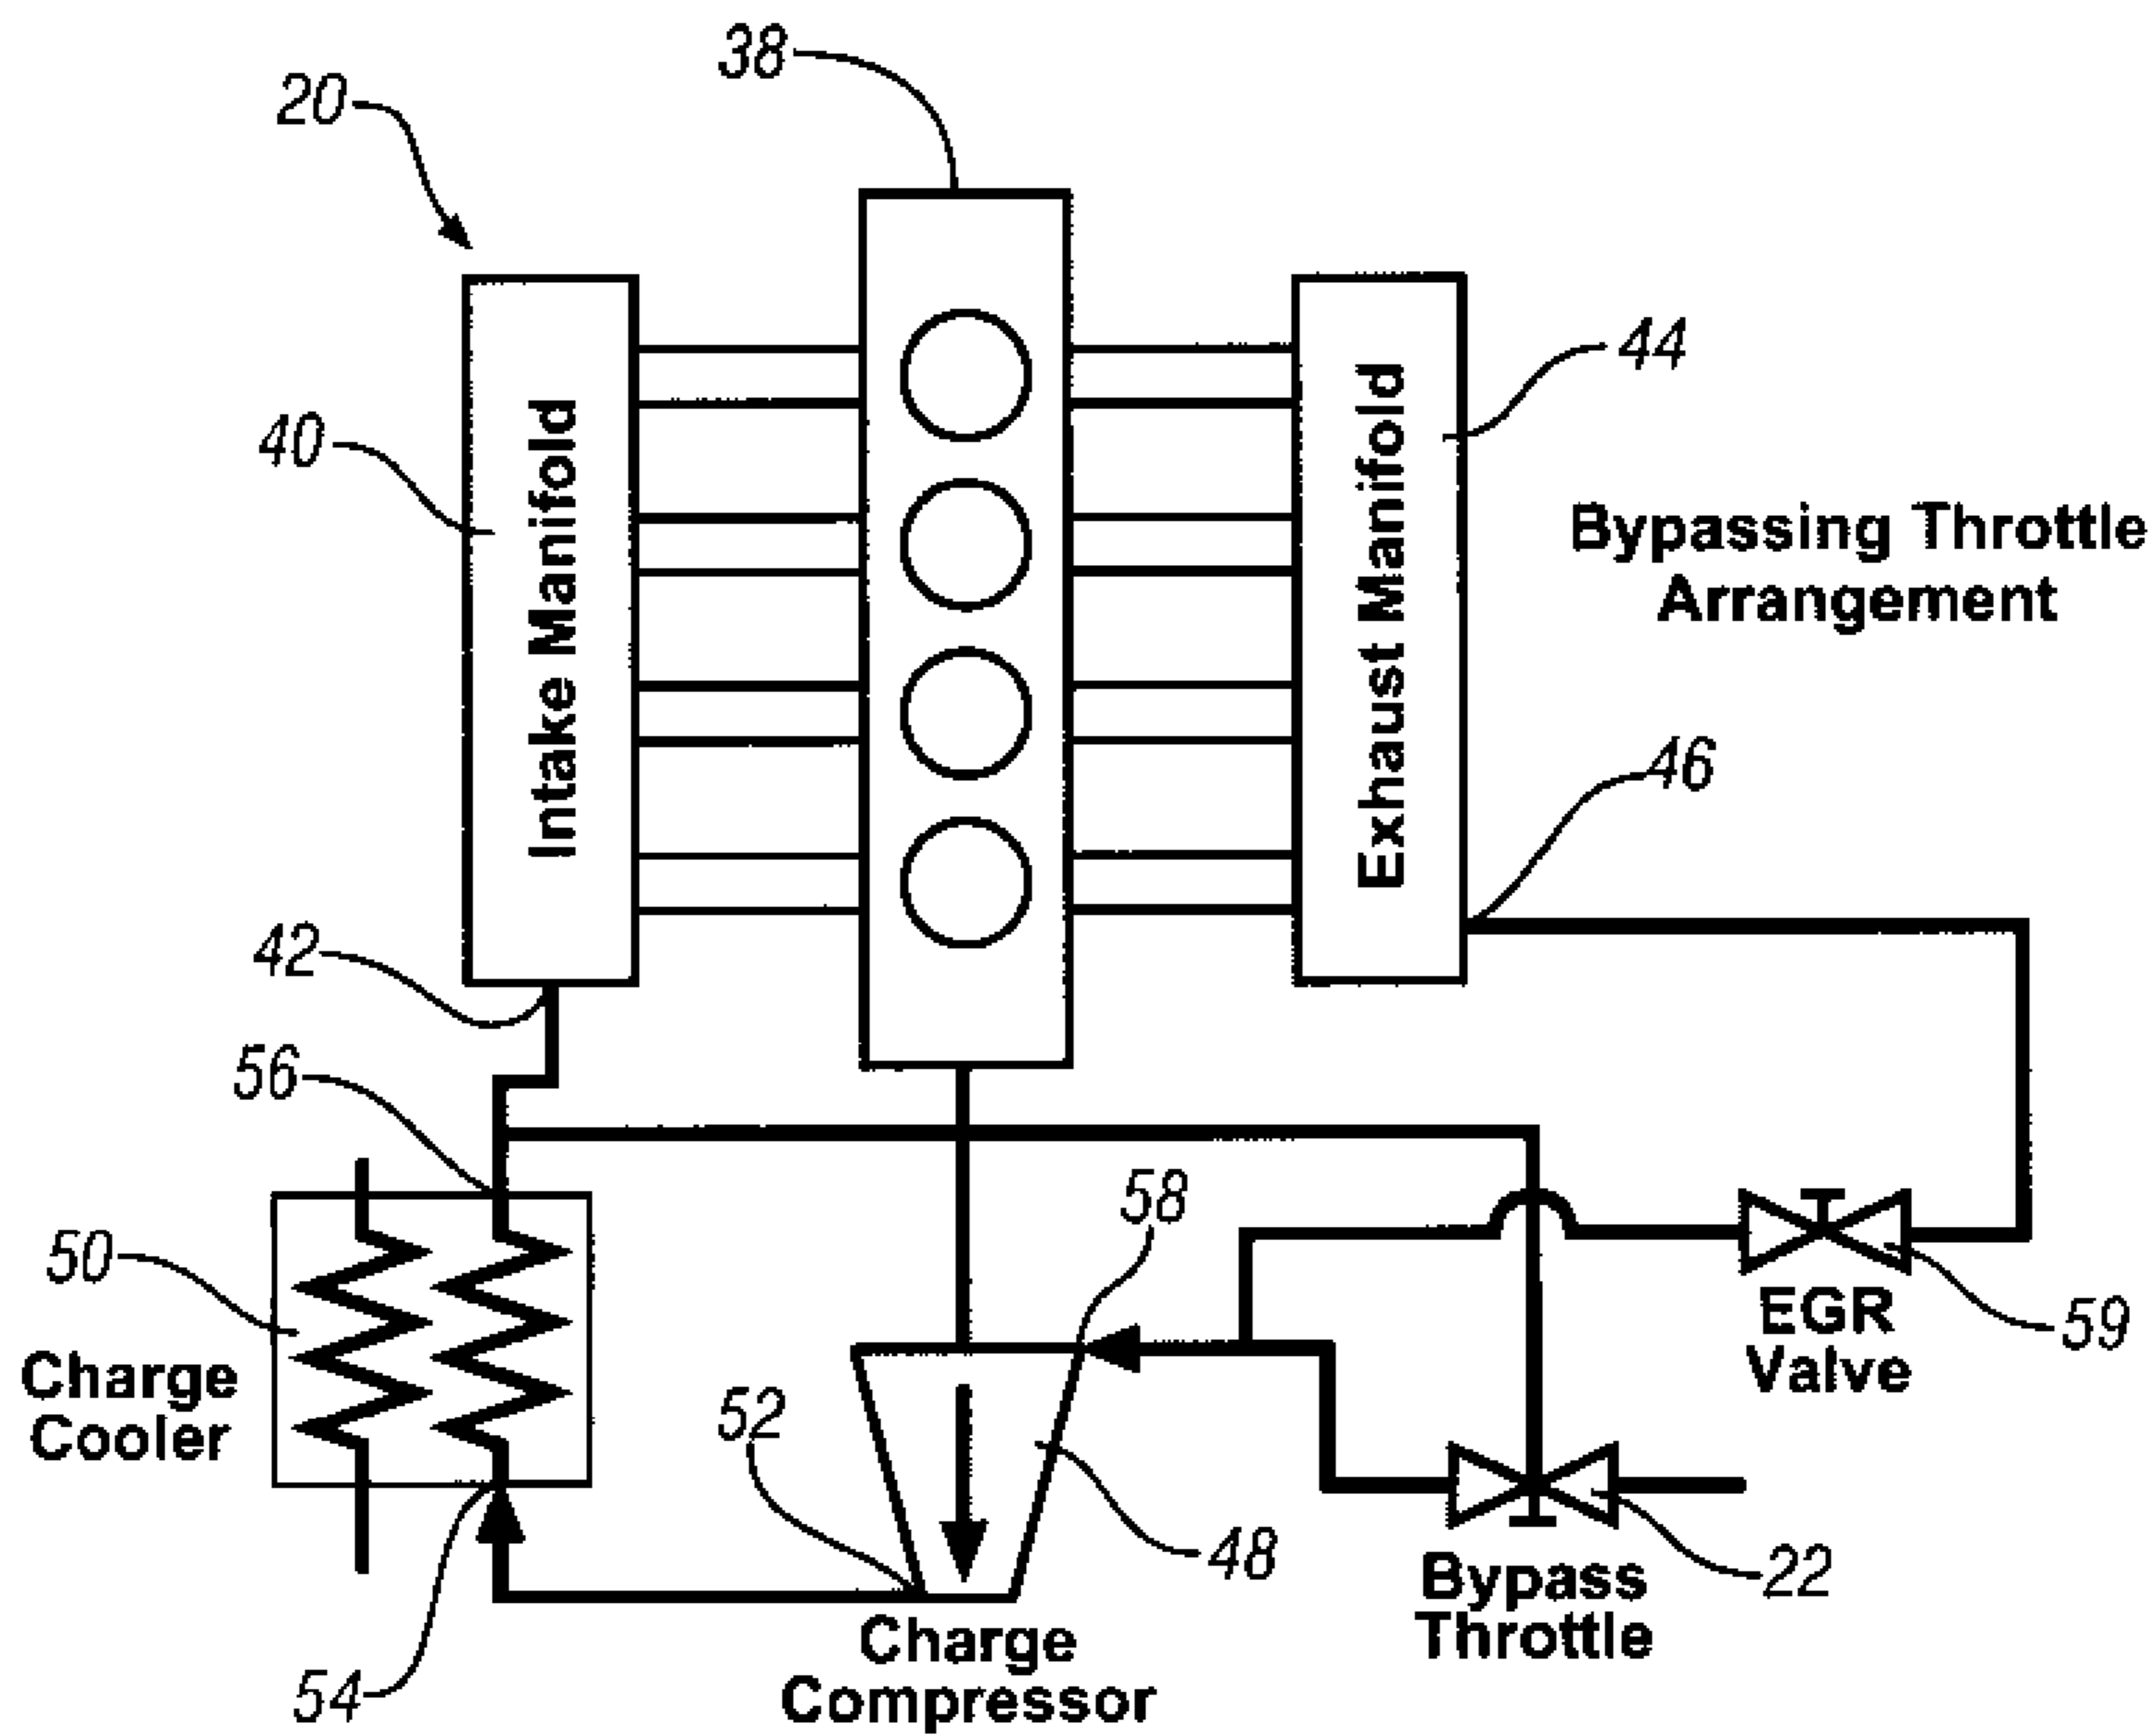 38
20
44
40
Intake Manifold
Exhaust Manifold
Bypassing Throttle
Arrangement
46
42
56
58
50
EGR
Valve
59
Charge
Cooler
52
48
22
Bypass
Throttle
54
Charge
Compressor